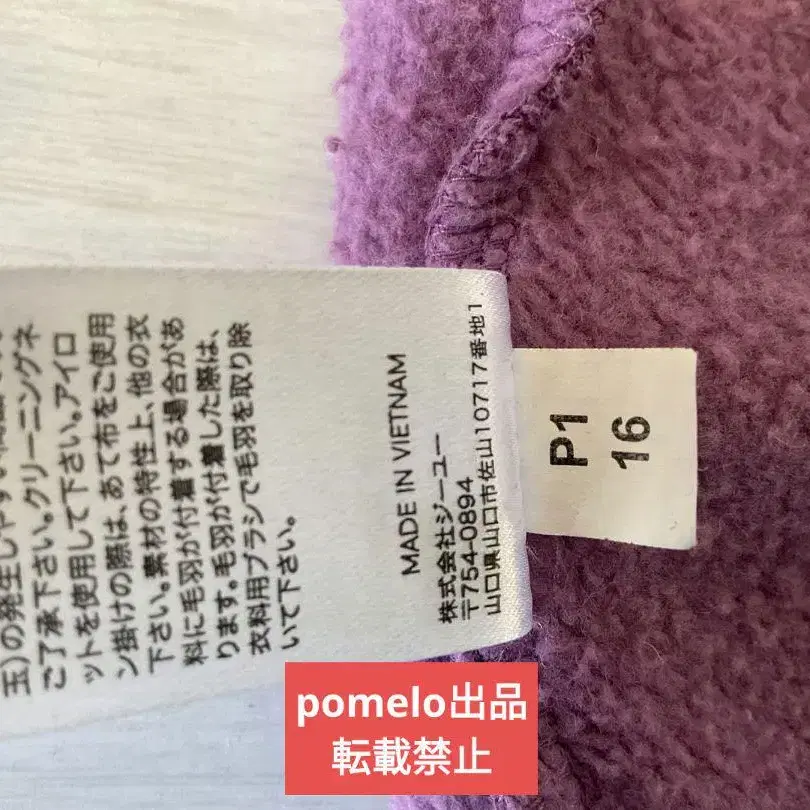 玉)の発生しやすい
ご了承下さい。クリーニングネ
ットを使用して下さい。アイロ
ン掛けの際は、あて布をご使用
下さい。素材の特性上、他の衣
料に毛羽が付着する場合があ
ります。毛羽が付着した際は、
衣料用ブラシで毛羽を取り除
いて下さい。
MADE IN VIETNAM
株式会社ジーユー
〒754-0894
山口県山口市佐山10717番地1
P1
16
pomelo出品
転載禁止